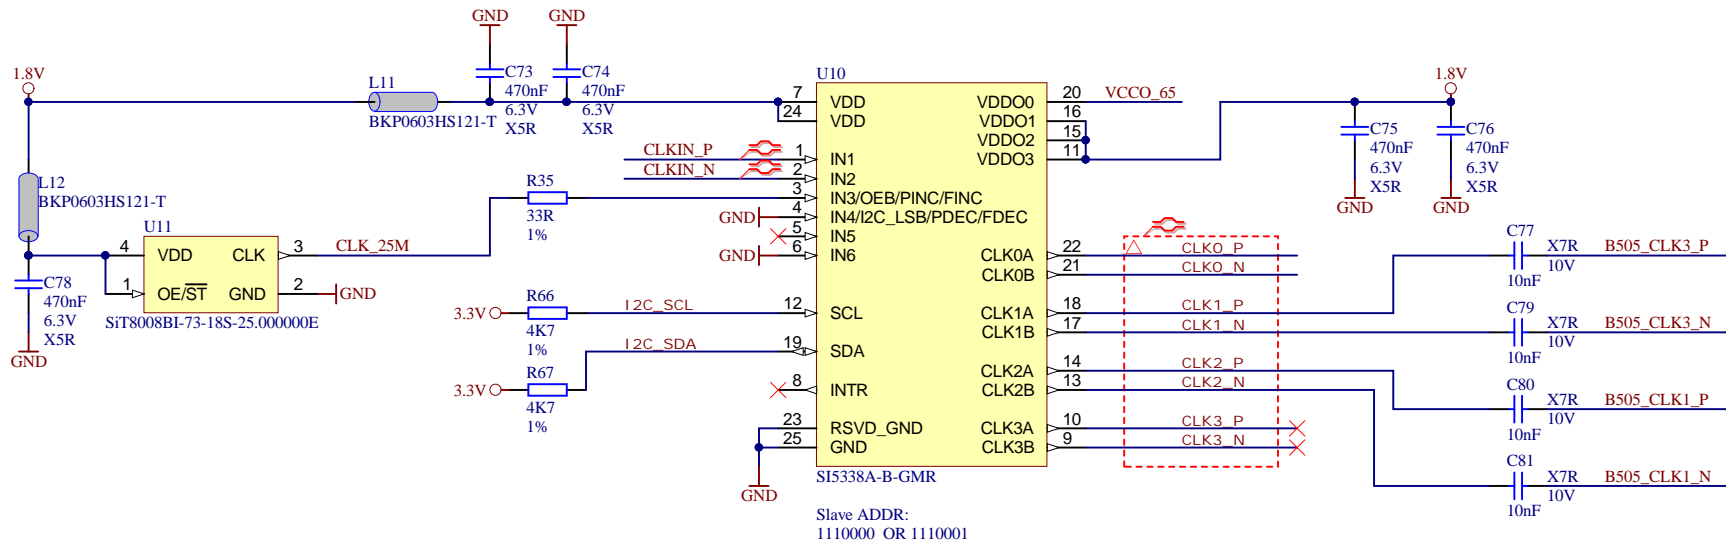 GND
GND
1.8V
L11
BKP0603HS121-T
C73
470nF
6.3V
X5R
C74
470nF
6.3V
X5R
L12
BKP0603HS121-T
U11
4
VDD
CLK
3
CLK_25M
1
OE/ST
GND
2
GND
SiT8008BI-73-18S-25.000000E
C78
470nF
6.3V
X5R
GND
CLKIN_P
CLKIN_N
R35
33R
1%
GND
GND
3.3V
R66
4K7
1%
I2C_SCL
I2C_SDA
3.3V
R67
4K7
1%
GND
U10
7 VDD
24 VDD
1 IN1
2 IN2
3 IN3/OEB/PINC/FINC
4 IN4/I2C_LSB/PDEC/FDEC
5 IN5
6 IN6
12 SCL
19 SDA
8 INTR
23 RSVD_GND
25 GND
VDDO0 20 VCCO_65
VDDO1 16
VDDO2 15
VDDO3 11
CLK0A 22 CLK0_P
CLK0B 21 CLK0_N
CLK1A 18 CLK1_P
CLK1B 17 CLK1_N
CLK2A 14 CLK2_P
CLK2B 13 CLK2_N
CLK3A 10 CLK3_P
CLK3B 9 CLK3_N
SI5338A-B-GMR
Slave ADDR:
1110000 OR 1110001
1.8V
C75
470nF
6.3V
X5R
GND
C76
470nF
6.3V
X5R
GND
C77
10nF
X7R
10V
B505_CLK3_P
C79
10nF
X7R
10V
B505_CLK3_N
C80
10nF
X7R
10V
B505_CLK1_P
C81
10nF
X7R
10V
B505_CLK1_N